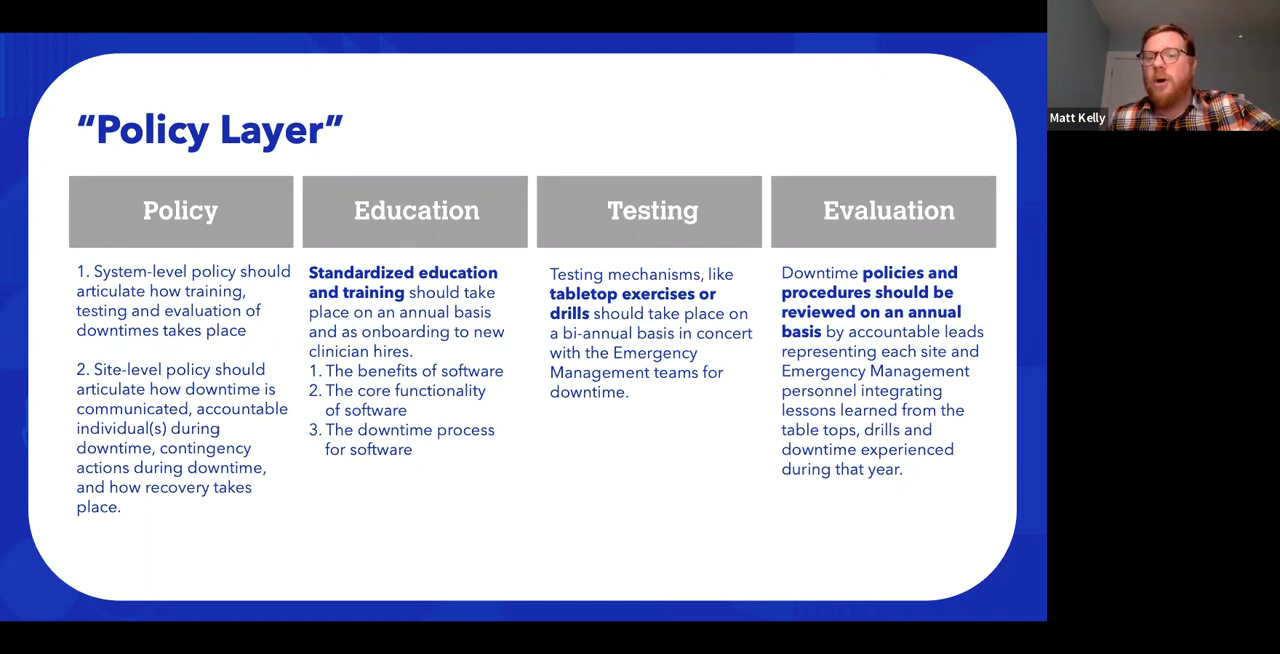 “Policy Layer”
Policy
1. System-level policy should
articulate how training,
testing and evaluation of
downtimes takes place
2. Site-level policy should
articulate how downtime is
communicated, accountable
individual(s) during
downtime, contingency
actions during downtime,
and how recovery takes
place.
Education
Standardized education
and training should take
place on an annual basis
and as onboarding to new
clinician hires.
1. The benefits of software
2. The core functionality
of software
3. The downtime process
for software
Testing
Testing mechanisms, like
tabletop exercises or
drills should take place on
a bi-annual basis in concert
with the Emergency
Management teams for
downtime.
Evaluation
Downtime policies and
procedures should be
reviewed on an annual
basis by accountable leads
representing each site and
Emergency Management
personnel integrating
lessons learned from the
table tops, drills and
downtime experienced
during that year.
Matt Kelly